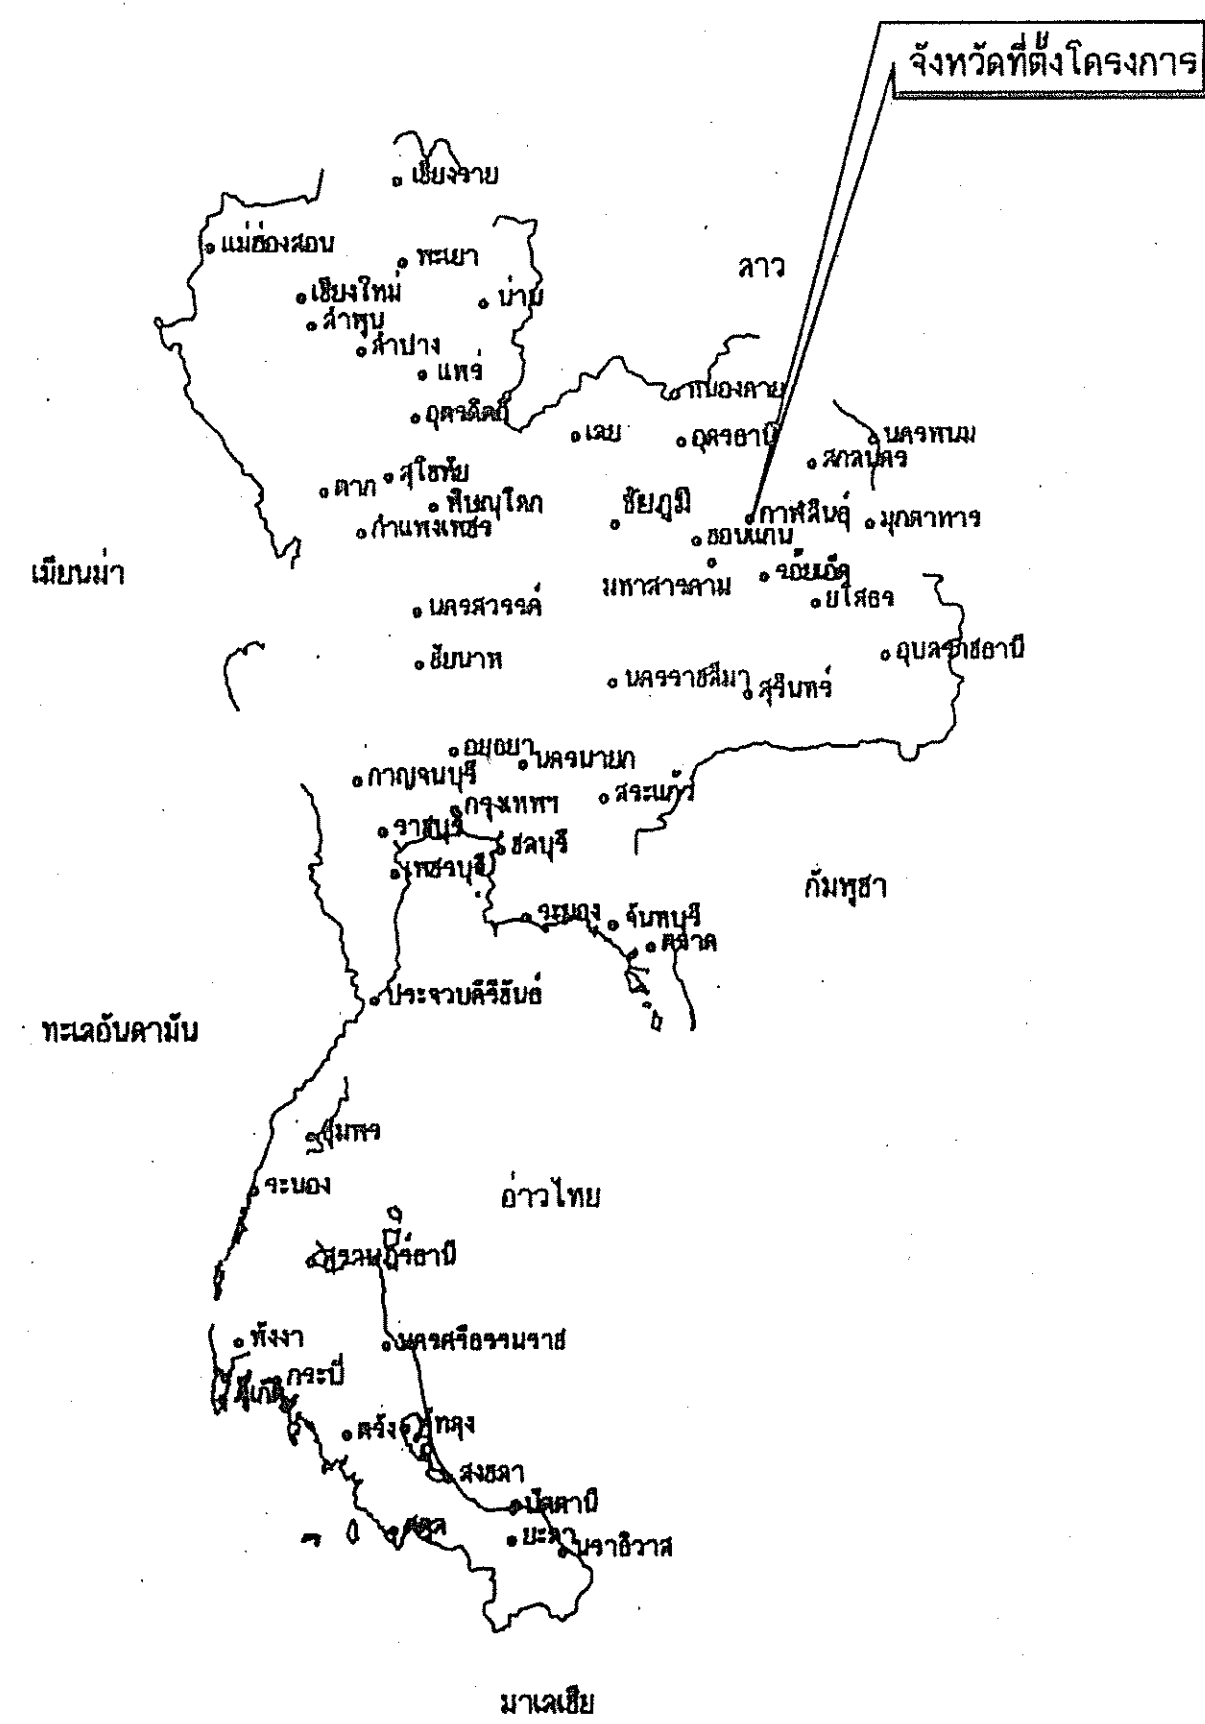 จังหวัดที่ตั้งโครงการ
เชียงราย
แม่ฮ่องสอน
พะเยา
ลาว
เชียงใหม่
น่าน
ลำพูน
ลำปาง
แพร่
หนองคาย
อุตรดิตถ์
เลย
อุดรธานี
นครพนม
สกลนคร
สุโขทัย
ตาก
พิษณุโลก
ชัยภูมิ
กาฬสินธุ์
มุกดาหาร
กำแพงเพชร
ขอนแก่น
เมียนม่า
มหาสารคาม
ร้อยเอ็ด
ยโสธร
นครสวรรค์
ชัยนาท
อุบลราชธานี
นครราชสีมา
สุรินทร์
อยุธยา
นครนายก
กาญจนบุรี
สระแก้ว
กรุงเทพฯ
ราชบุรี
ชลบุรี
เพชรบุรี
กัมพูชา
ระยอง
จันทบุรี
ตราด
ประจวบคีรีขันธ์
ทะเลอันดามัน
ชุมพร
ระนอง
อ่าวไทย
สุราษฎร์ธานี
พังงา
นครศรีธรรมราช
กระบี่
ภูเก็ต
ตรัง
พัทลุง
สงขลา
ปัตตานี
สตูล
ยะลา
นราธิวาส
มาเลเซีย